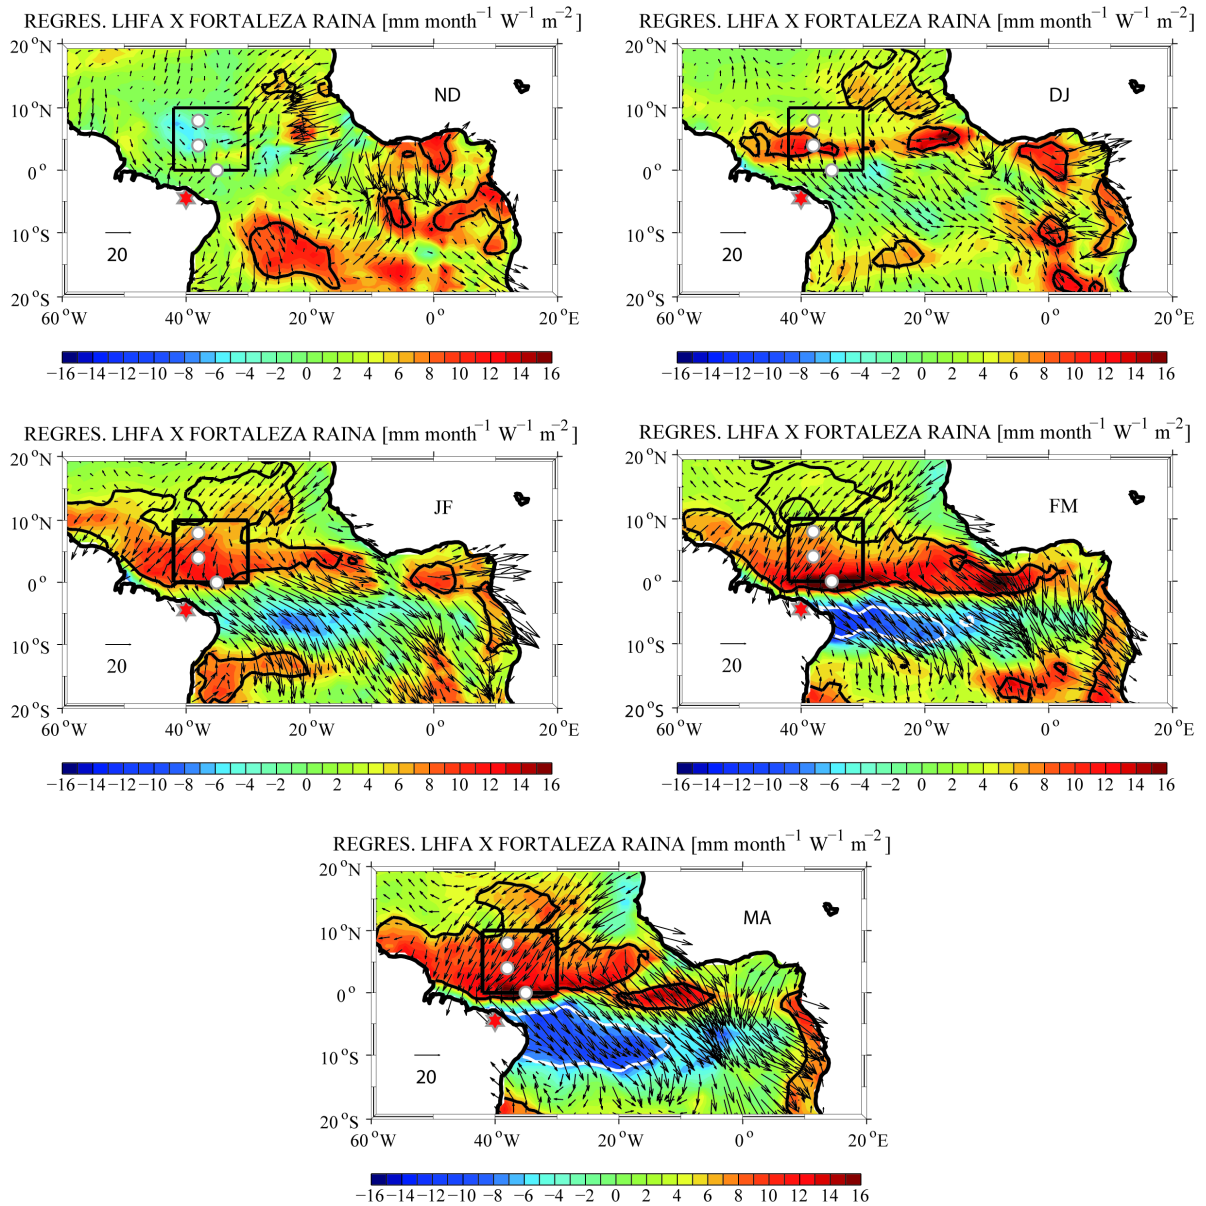 REGRES. LHFA X FORTALEZA RAINA [mm month⁻¹ W⁻¹ m⁻²]
20°N
10°N
0°
10°S
20°S
60°W 40°W 20°W 0° 20°E
ND
20
−16 −14 −12 −10 −8 −6 −4 −2 0 2 4 6 8 10 12 14 16
REGRES. LHFA X FORTALEZA RAINA [mm month⁻¹ W⁻¹ m⁻²]
20°N
10°N
0°
10°S
20°S
60°W 40°W 20°W 0° 20°E
DJ
20
−16 −14 −12 −10 −8 −6 −4 −2 0 2 4 6 8 10 12 14 16
REGRES. LHFA X FORTALEZA RAINA [mm month⁻¹ W⁻¹ m⁻²]
20°N
10°N
0°
10°S
20°S
60°W 40°W 20°W 0° 20°E
JF
20
−16 −14 −12 −10 −8 −6 −4 −2 0 2 4 6 8 10 12 14 16
REGRES. LHFA X FORTALEZA RAINA [mm month⁻¹ W⁻¹ m⁻²]
20°N
10°N
0°
10°S
20°S
60°W 40°W 20°W 0° 20°E
FM
20
−16 −14 −12 −10 −8 −6 −4 −2 0 2 4 6 8 10 12 14 16
REGRES. LHFA X FORTALEZA RAINA [mm month⁻¹ W⁻¹ m⁻²]
20°N
10°N
0°
10°S
20°S
60°W 40°W 20°W 0° 20°E
MA
20
−16 −14 −12 −10 −8 −6 −4 −2 0 2 4 6 8 10 12 14 16